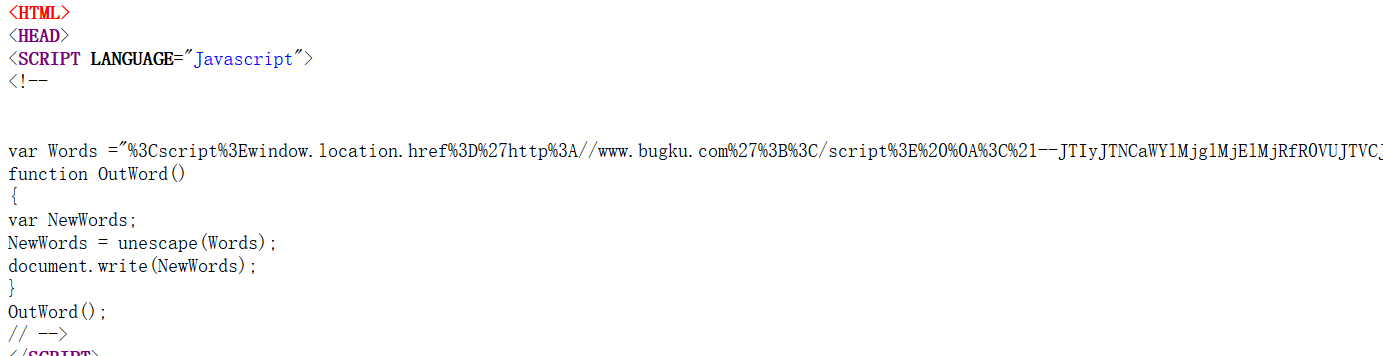 <HTML>
<HEAD>
<SCRIPT LANGUAGE="Javascript">
<!--
var Words ="%3Cscript%3Ewindow.location.href%3D%27http%3A//www.bugku.com%27%3B%3C/script%3E%20%0A%3C%21--JTIyJTNCaWYlMjglMjElMjRfR0VUJTVCJ
function OutWord()
{
var NewWords;
NewWords = unescape(Words);
document.write(NewWords);
}
OutWord();
// -->
</SCRIPT>